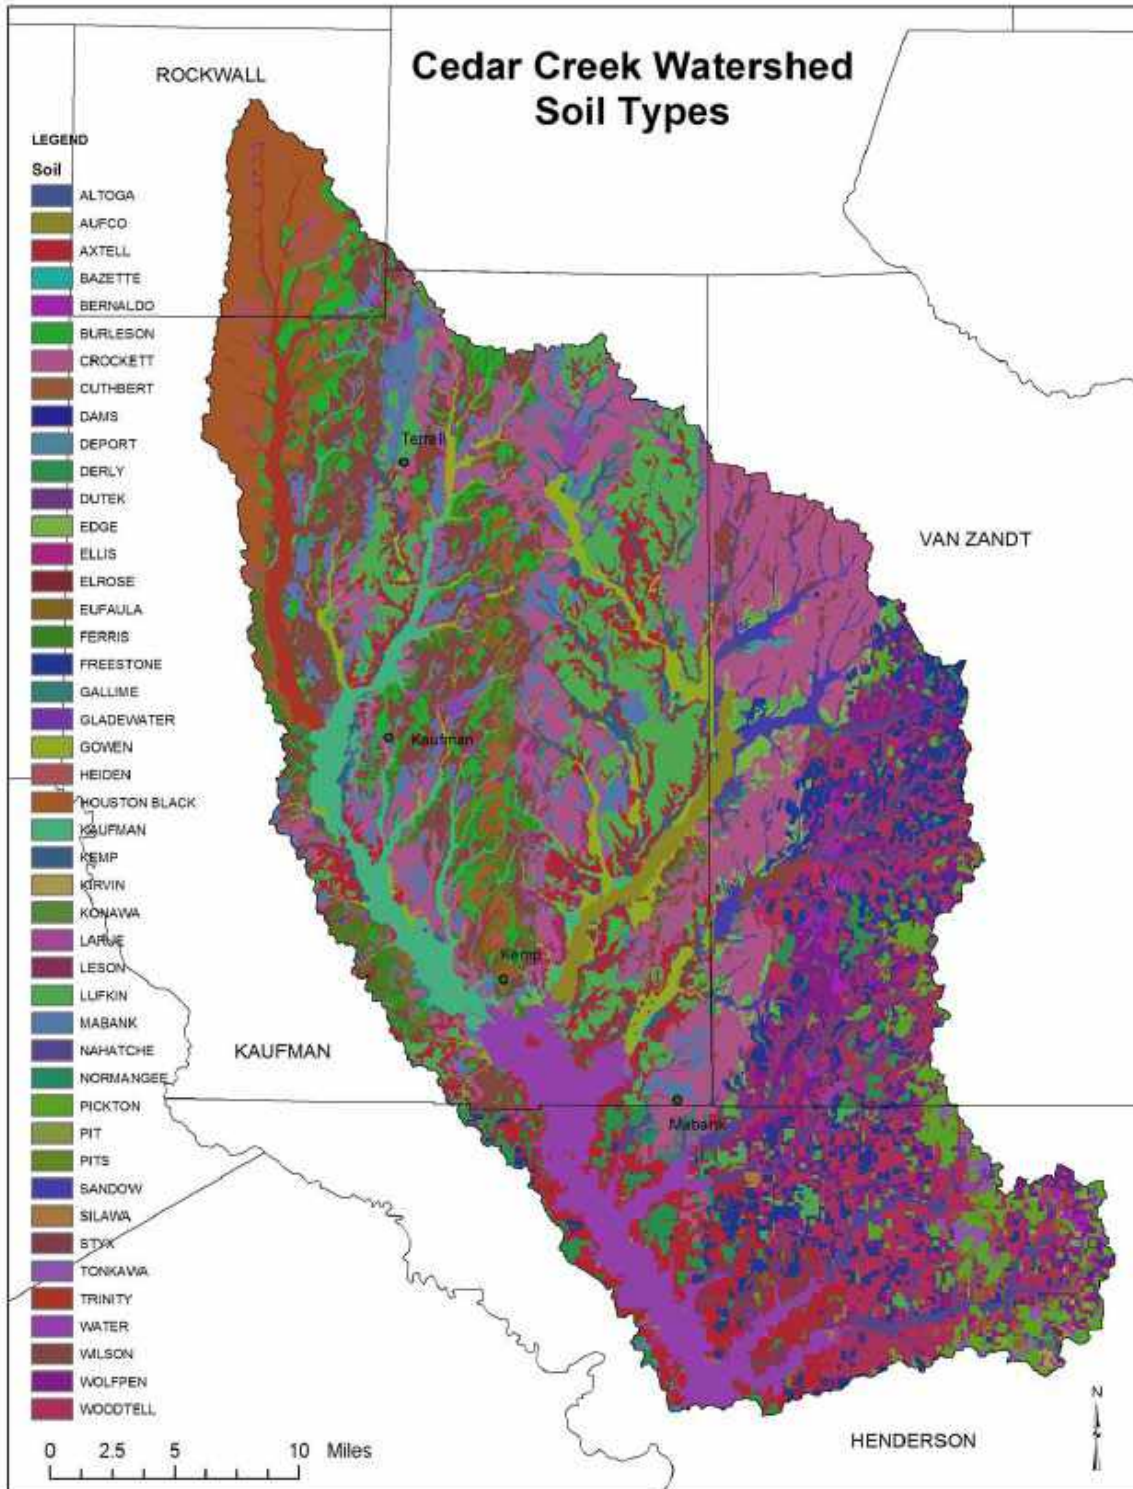 Cedar Creek Watershed
Soil Types
ROCKWALL
LEGEND
Soil
ALTOGA
AUFCO
AXTELL
BAZETTE
BERNALDO
BURLESON
CROCKETT
CUTHBERT
DAMS
DEPORT
DERLY
DUTEK
EDGE
ELLIS
ELROSE
EUFAULA
FERRIS
FREESTONE
GALLIME
GLADEWATER
GOWEN
HEIDEN
HOUSTON BLACK
KAUFMAN
KEMP
KIRVIN
KONAWA
LARUE
LESON
LUFKIN
MABANK
NAHATCHE
NORMANGEE
PICKTON
PIT
PITS
SANDOW
SILAWA
STYX
TONKAWA
TRINITY
WATER
WILSON
WOLFPEN
WOODTELL
Terrell
VAN ZANDT
Kaufman
Kemp
KAUFMAN
Mabank
HENDERSON
N
0 2.5 5 10 Miles